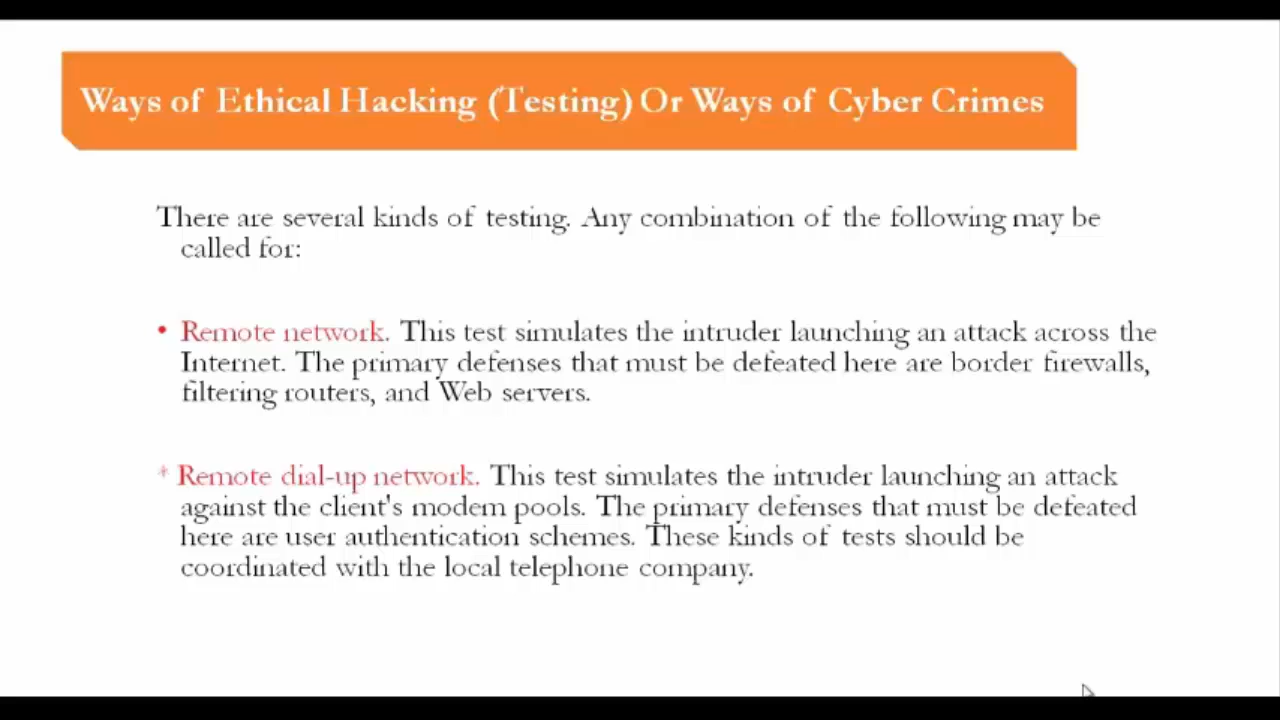 Ways of Ethical Hacking (Testing) Or Ways of Cyber Crimes
There are several kinds of testing. Any combination of the following may be
called for:
• Remote network. This test simulates the intruder launching an attack across the
Internet. The primary defenses that must be defeated here are border firewalls,
filtering routers, and Web servers.
* Remote dial-up network. This test simulates the intruder launching an attack
against the client's modem pools. The primary defenses that must be defeated
here are user authentication schemes. These kinds of tests should be
coordinated with the local telephone company.